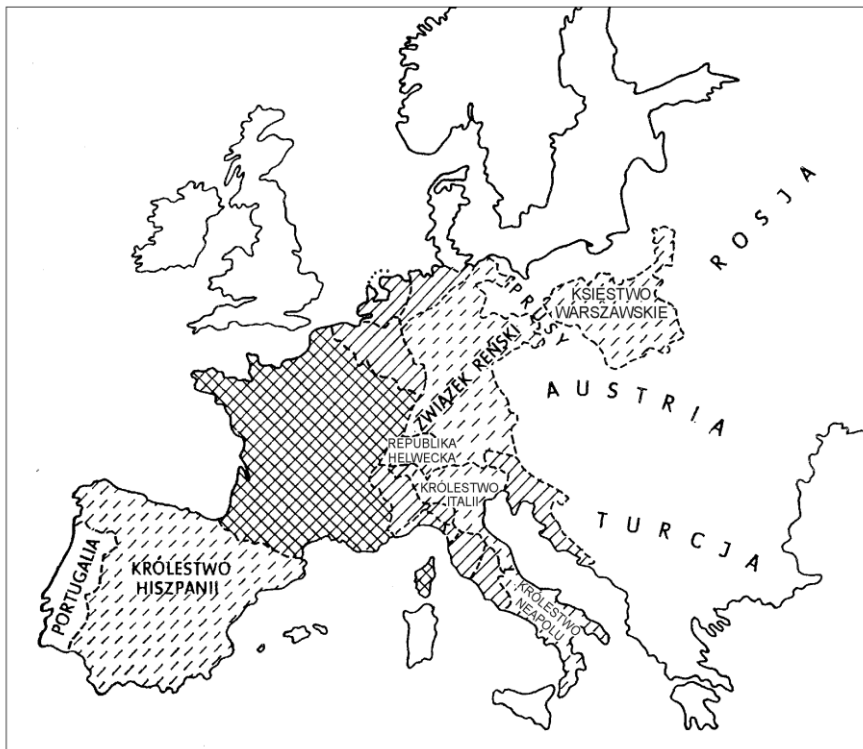 ROSJA
KSIĘSTWO
WARSZAWSKIE
PRUSY
ZWIĄZEK REŃSKI
AUSTRIA
REPUBLIKA
HELWECKA
KRÓLESTWO
ITALII
TURCJA
PORTUGALIA
KRÓLESTWO
HISZPANII
KRÓLESTWO
NEAPOLU